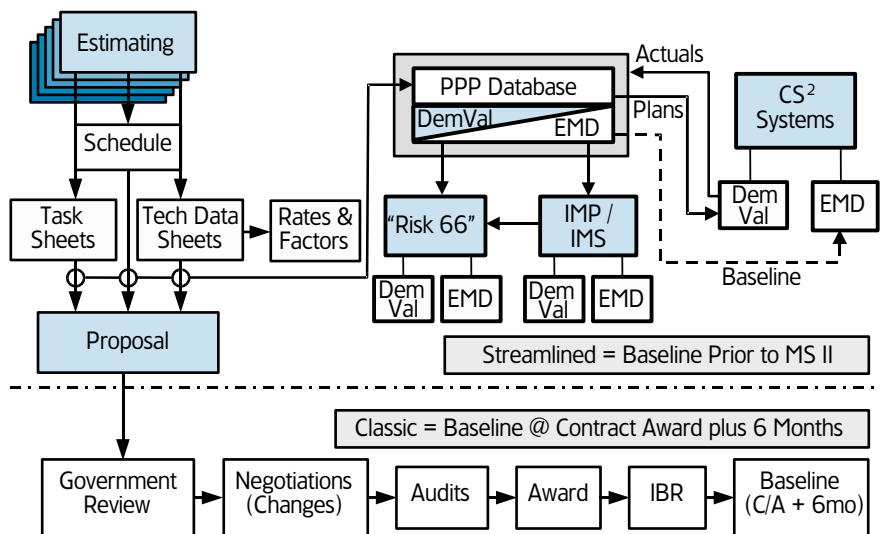 Estimating
Schedule
Task
Sheets
Tech Data
Sheets
Rates &
Factors
Proposal
PPP Database
DemVal
EMD
Actuals
Plans
CS²
Systems
Dem
Val
EMD
Baseline
“Risk 66”
IMP /
IMS
Dem
Val
EMD
Dem
Val
EMD
Streamlined = Baseline Prior to MS II
Classic = Baseline @ Contract Award plus 6 Months
Government
Review
Negotiations
(Changes)
Audits
Award
IBR
Baseline
(C/A + 6mo)